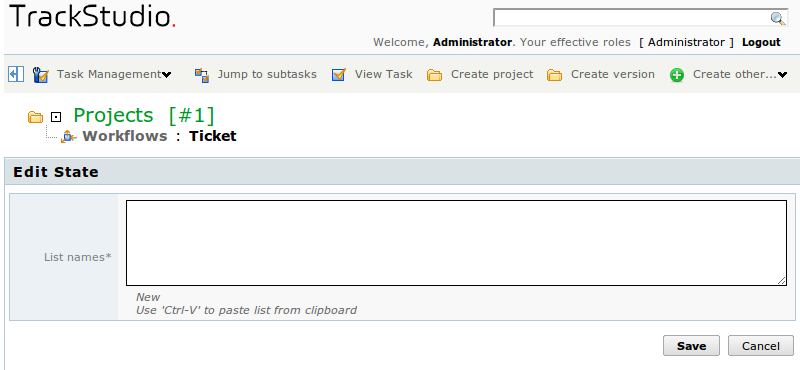 TrackStudio.
Welcome, Administrator. Your effective roles [ Administrator ] Logout
Task Management Jump to subtasks View Task Create project Create version Create other...
Projects [#1]
Workflows : Ticket
Edit State
List names*
New
Use 'Ctrl-V' to paste list from clipboard
Save Cancel